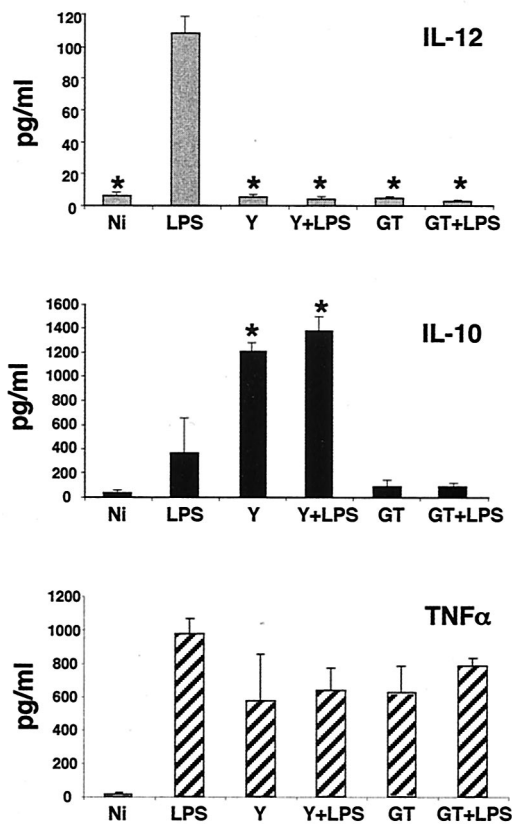 IL-12
pg/ml
120
100
80
60
40
20
0
* * * * *
Ni LPS Y Y+LPS GT GT+LPS
IL-10
pg/ml
1600
1400
1200
1000
800
600
400
200
0
* *
Ni LPS Y Y+LPS GT GT+LPS
TNFα
pg/ml
1200
1000
800
600
400
200
0
Ni LPS Y Y+LPS GT GT+LPS